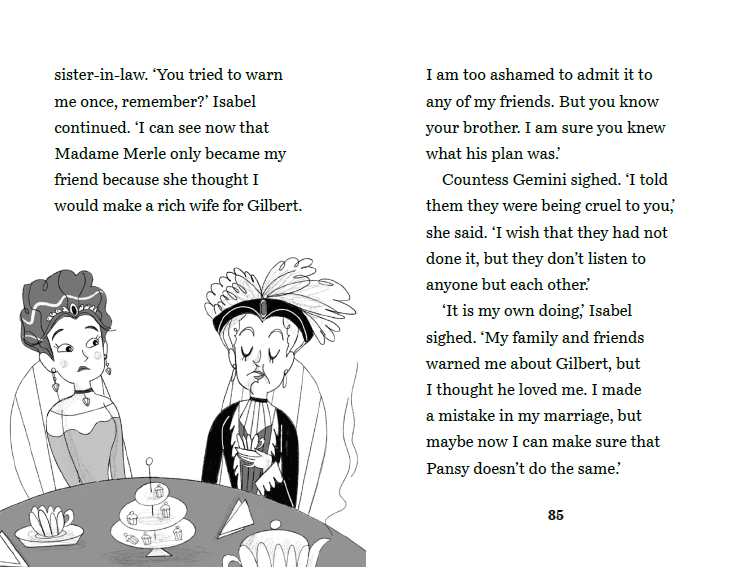 sister-in-law. ‘You tried to warn
me once, remember?’ Isabel
continued. ‘I can see now that
Madame Merle only became my
friend because she thought I
would make a rich wife for Gilbert.
I am too ashamed to admit it to
any of my friends. But you know
your brother. I am sure you knew
what his plan was.’
Countess Gemini sighed. ‘I told
them they were being cruel to you,’
she said. ‘I wish that they had not
done it, but they don’t listen to
anyone but each other.’
‘It is my own doing,’ Isabel
sighed. ‘My family and friends
warned me about Gilbert, but
I thought he loved me. I made
a mistake in my marriage, but
maybe now I can make sure that
Pansy doesn’t do the same.’
85